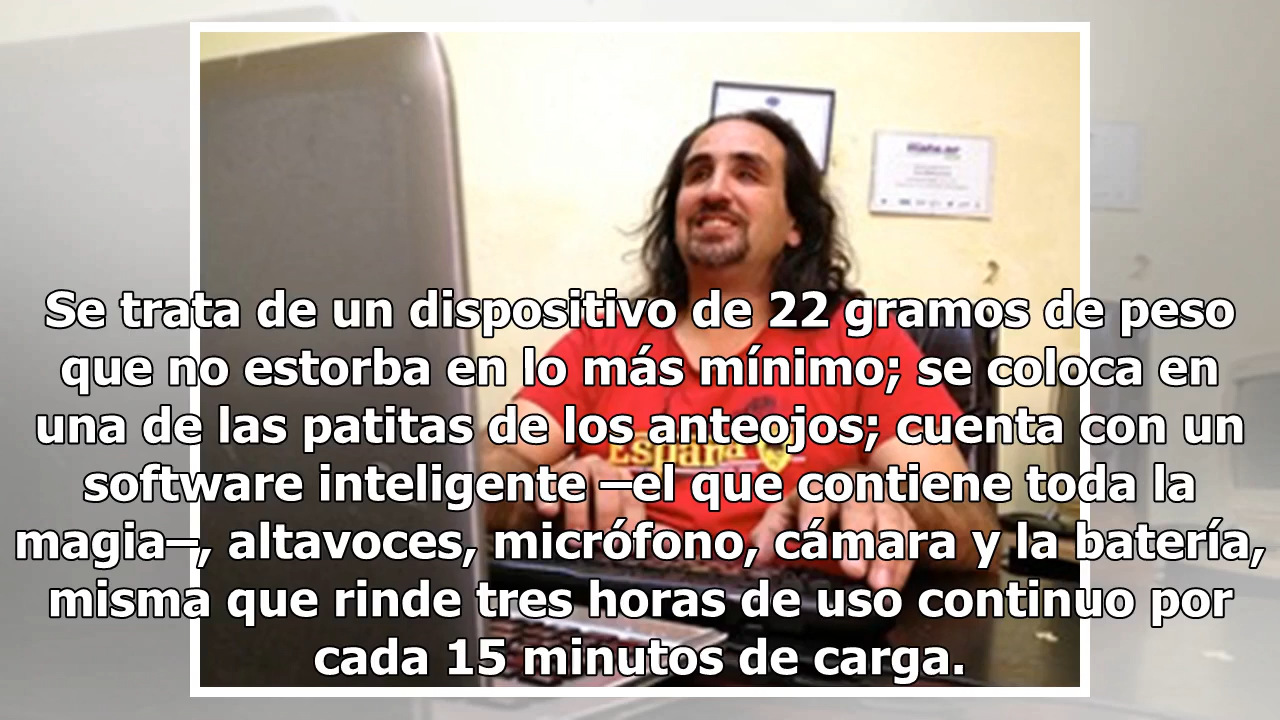 Se trata de un dispositivo de 22 gramos de peso
que no estorba en lo más mínimo; se coloca en
una de las patitas de los anteojos; cuenta con un
software inteligente —el que contiene toda la
magia—, altavoces, micrófono, cámara y la batería,
misma que rinde tres horas de uso continuo por
cada 15 minutos de carga.
España